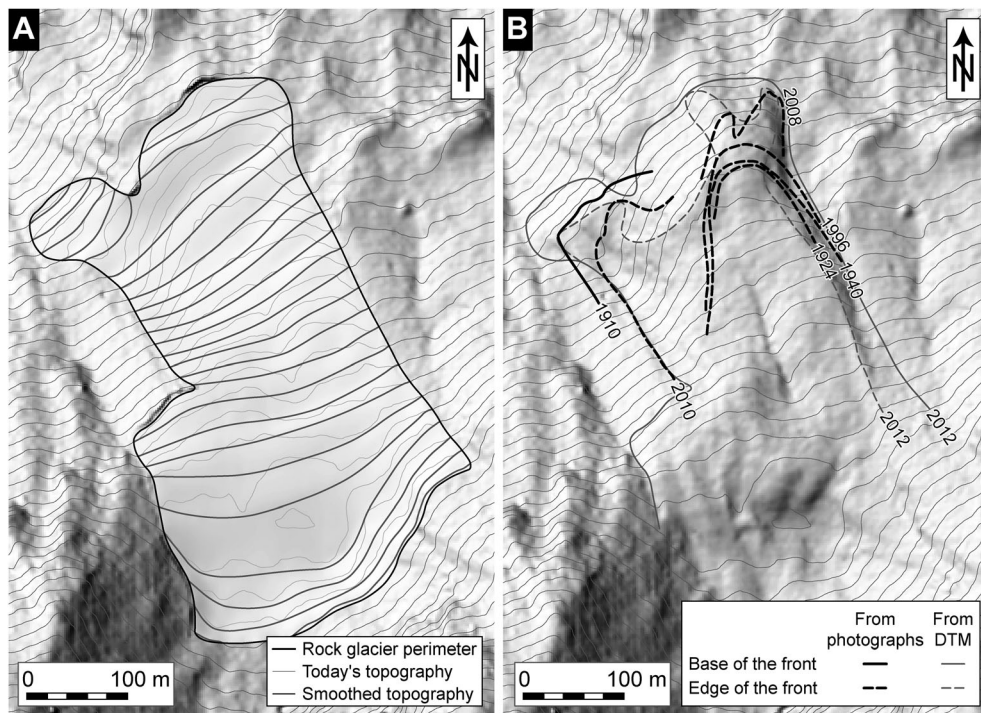 A
N
Rock glacier perimeter
Today's topography
Smoothed topography
0
100 m
B
N
2008
1996
1940
1924
1910
2010
2012
2012
From photographs
From DTM
Base of the front
Edge of the front
0
100 m